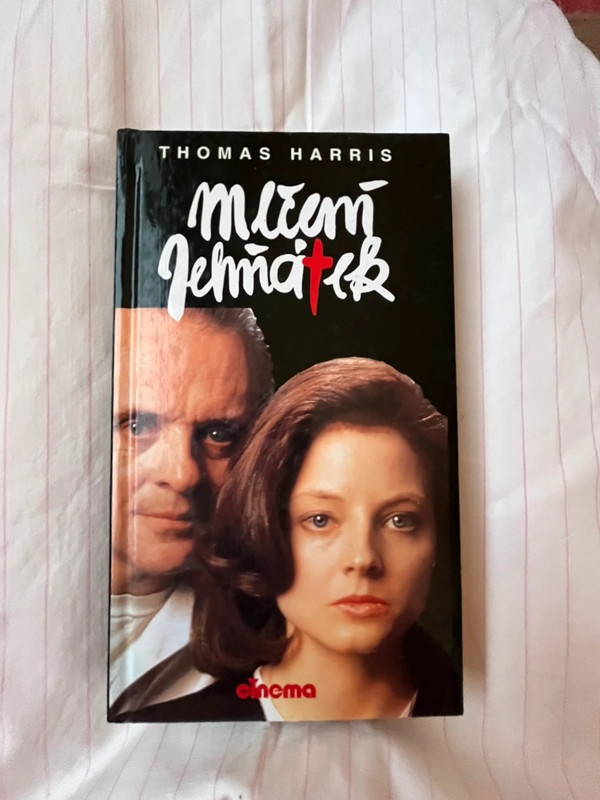 THOMAS HARRIS
Mlčení
Jehňátek
cinema